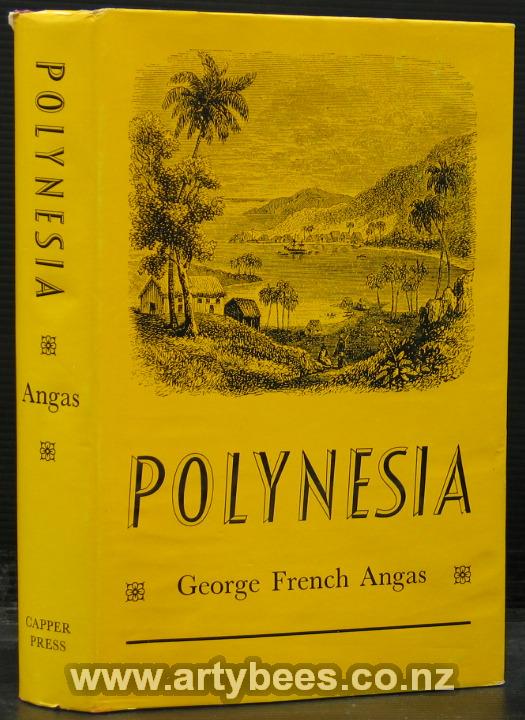 POLYNESIA
Angas
CAPPER
PRESS
POLYNESIA
George French Angas
www.artybees.co.nz